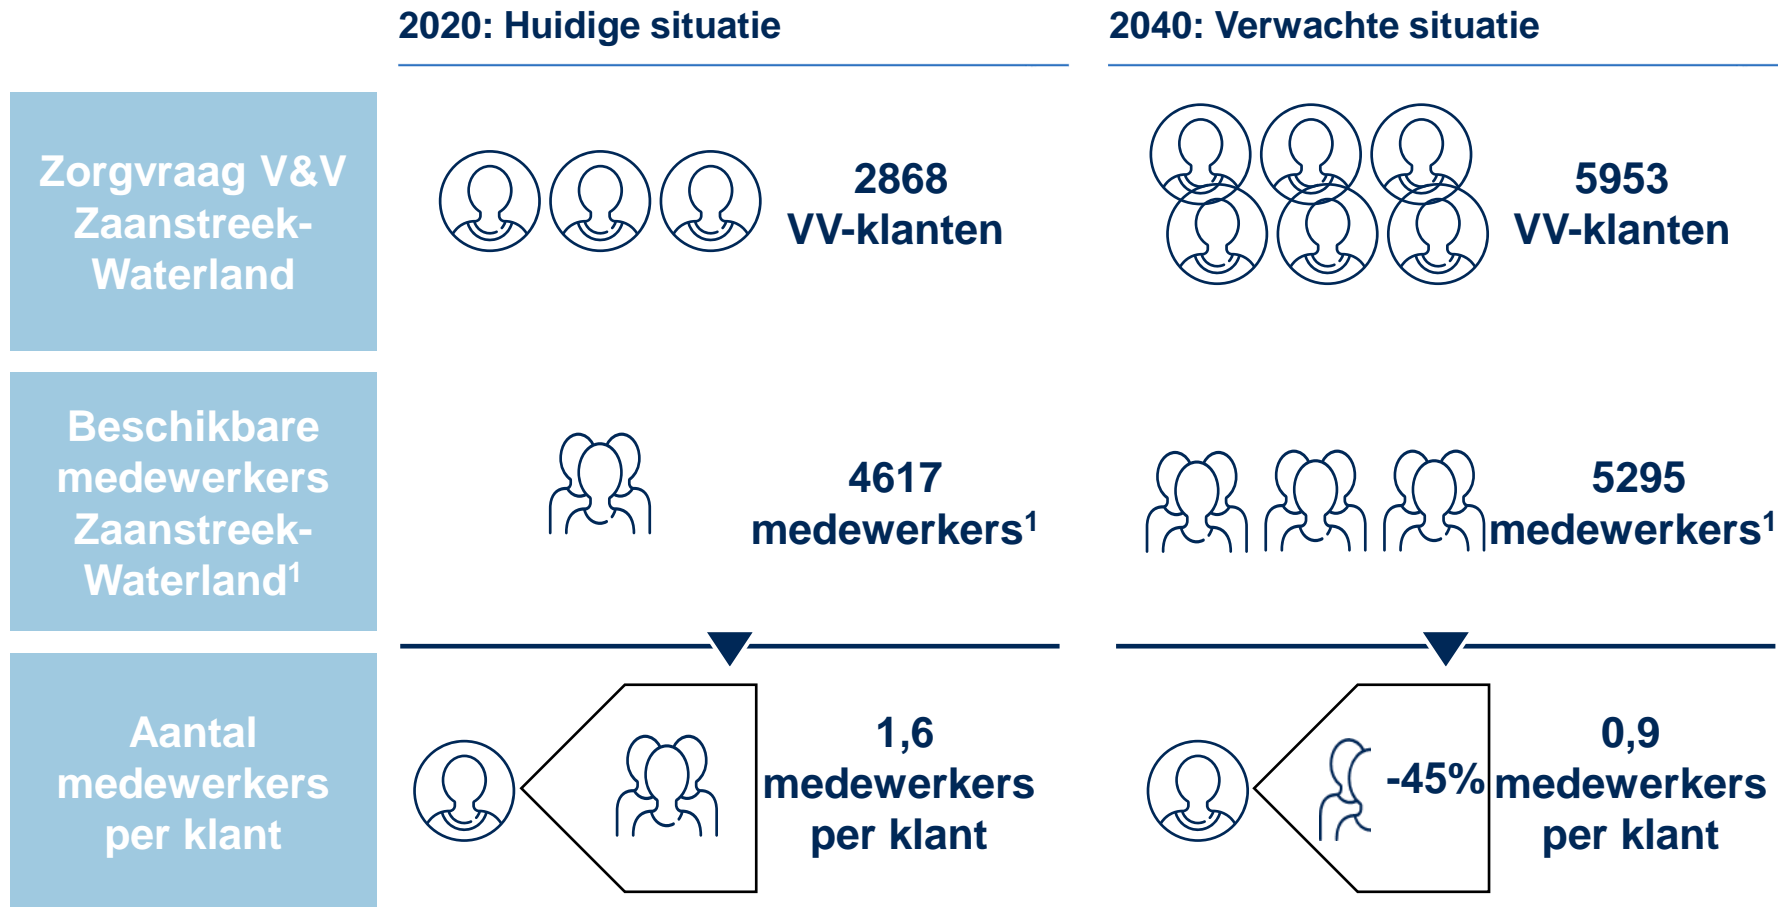 2020: Huidige situatie
2040: Verwachte situatie
Zorgvraag V&V
Zaanstreek-
Waterland
2868
VV-klanten
5953
VV-klanten
Beschikbare
medewerkers
Zaanstreek-
Waterland¹
4617
medewerkers¹
5295
medewerkers¹
Aantal
medewerkers
per klant
1,6
medewerkers
per klant
-45%
0,9
medewerkers
per klant